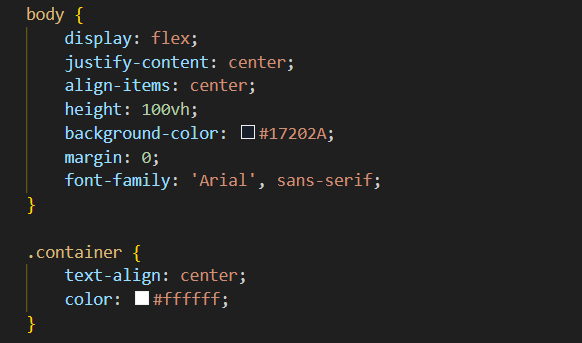 body {
    display: flex;
    justify-content: center;
    align-items: center;
    height: 100vh;
    background-color: #17202A;
    margin: 0;
    font-family: 'Arial', sans-serif;
}

.container {
    text-align: center;
    color: #ffffff;
}